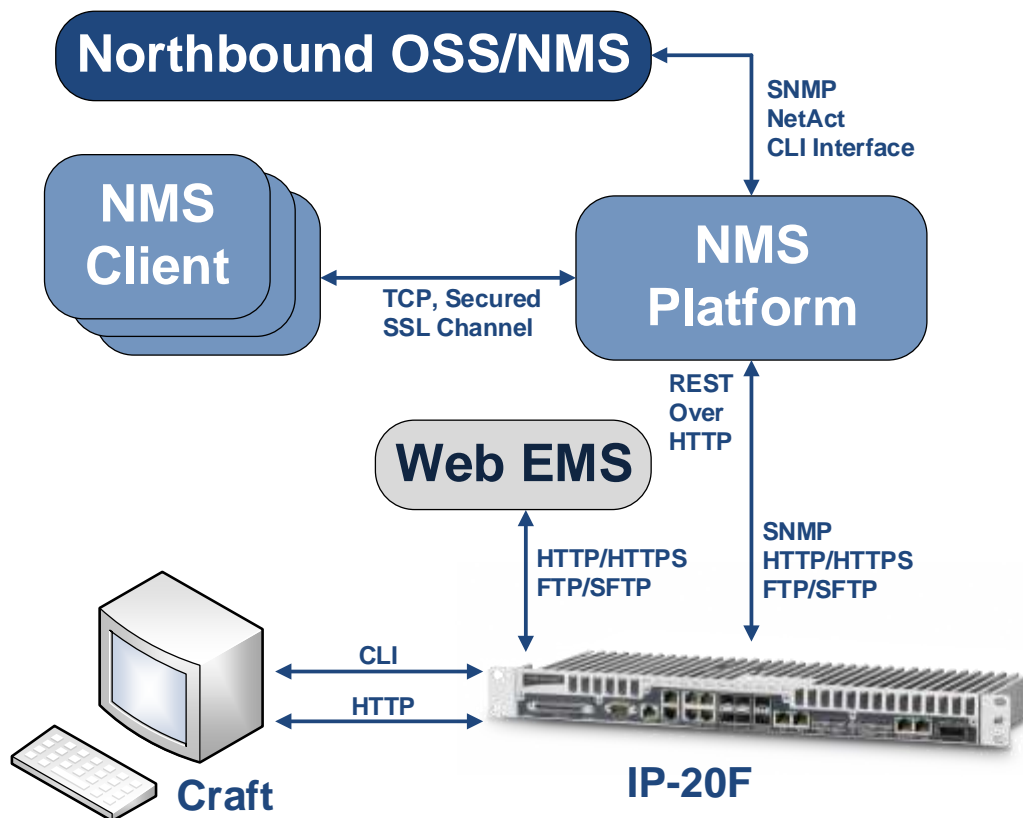 Northbound OSS/NMS
SNMP
NetAct
CLI Interface
NMS
Client
NMS
Platform
TCP, Secured
SSL Channel
REST
Over
HTTP
Web EMS
HTTP/HTTPS
FTP/SFTP
SNMP
HTTP/HTTPS
FTP/SFTP
CLI
HTTP
Craft
IP-20F